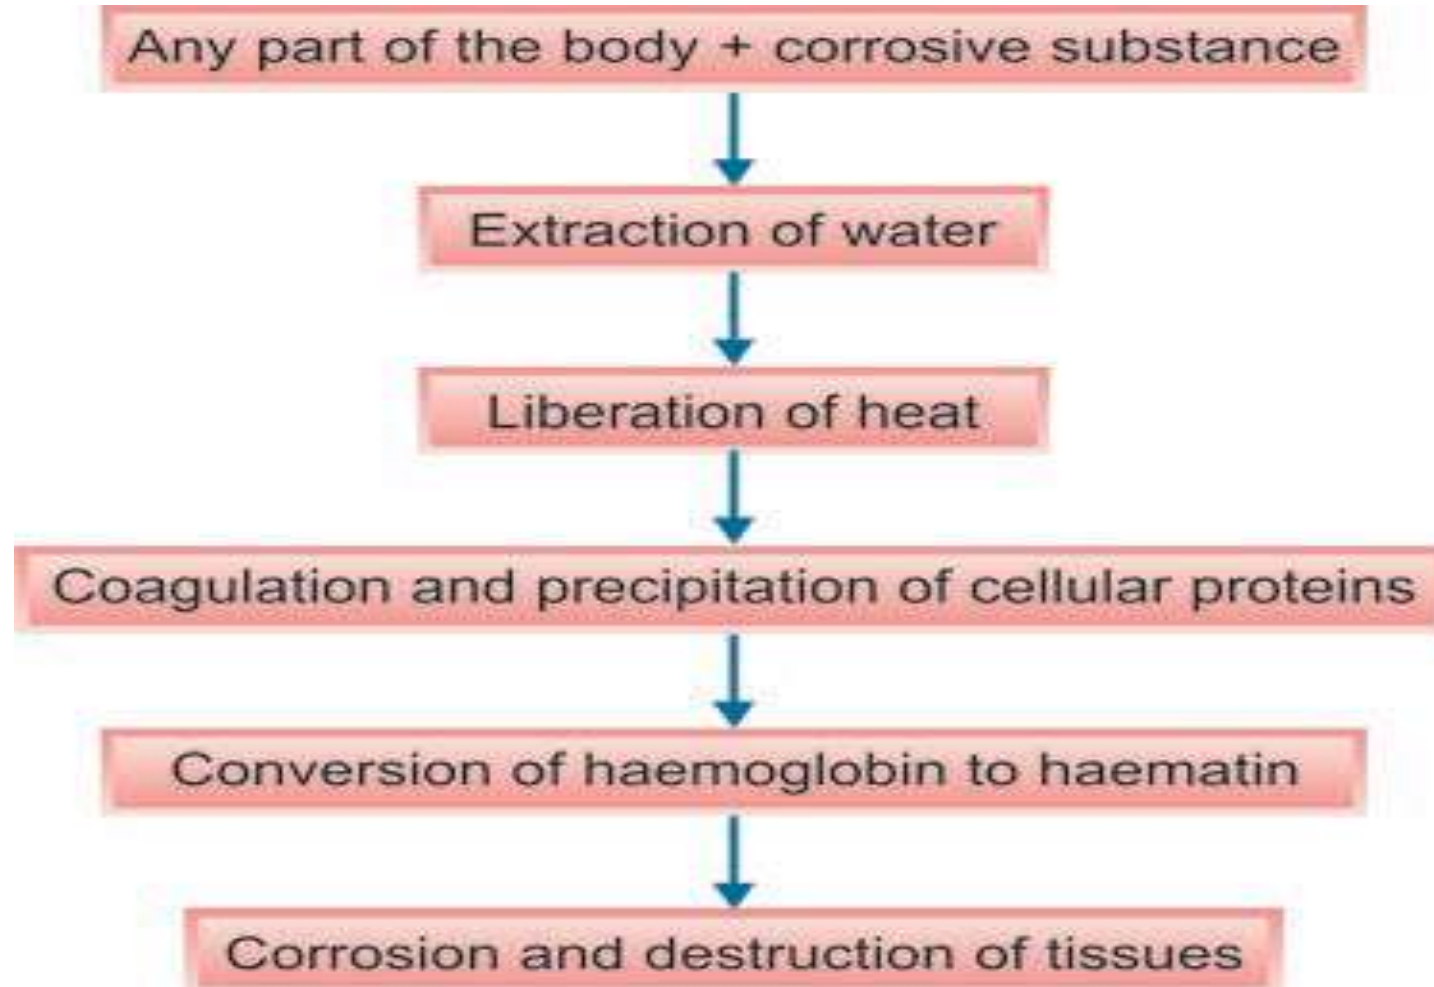 Any part of the body + corrosive substance
Extraction of water
Liberation of heat
Coagulation and precipitation of cellular proteins
Conversion of haemoglobin to haematin
Corrosion and destruction of tissues